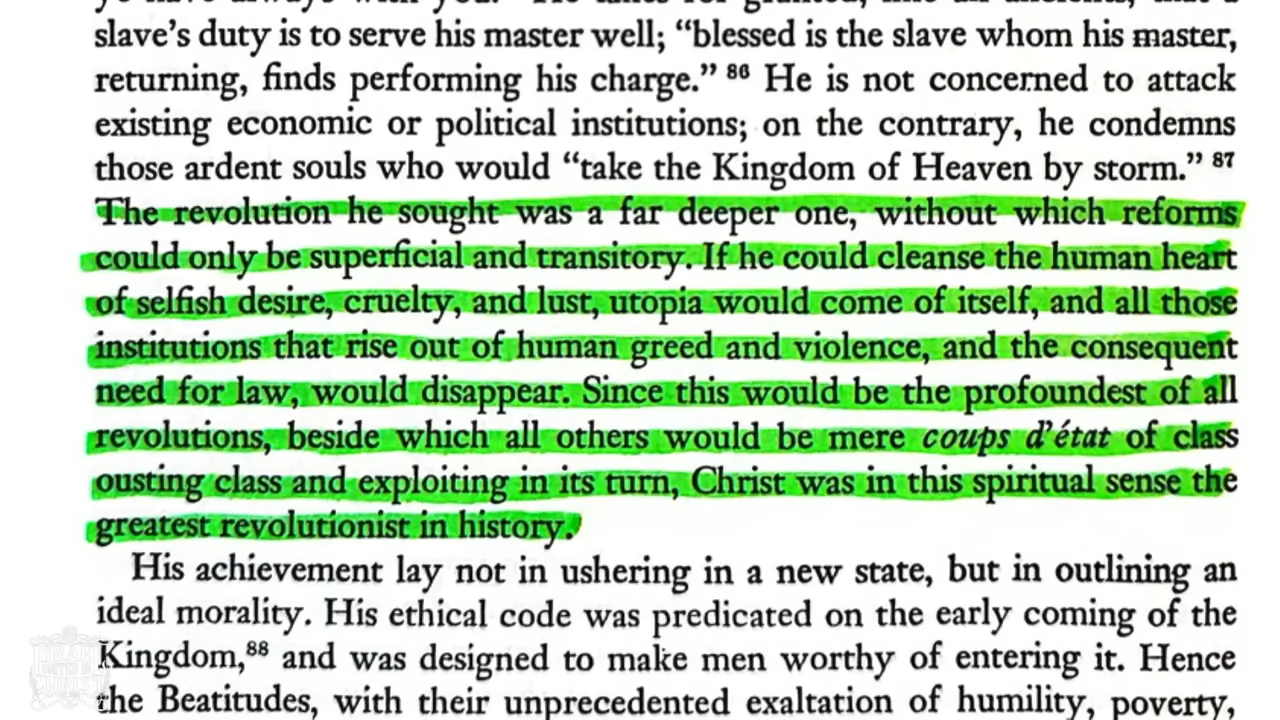 slave's duty is to serve his master well; “blessed is the slave whom his master,
returning, finds performing his charge.” 86 He is not concerned to attack
existing economic or political institutions; on the contrary, he condemns
those ardent souls who would “take the Kingdom of Heaven by storm.” 87
The revolution he sought was a far deeper one, without which reforms
could only be superficial and transitory. If he could cleanse the human heart
of selfish desire, cruelty, and lust, utopia would come of itself, and all those
institutions that rise out of human greed and violence, and the consequent
need for law, would disappear. Since this would be the profoundest of all
revolutions, beside which all others would be mere coups d'état of class
ousting class and exploiting in its turn, Christ was in this spiritual sense the
greatest revolutionist in history.
His achievement lay not in ushering in a new state, but in outlining an
ideal morality. His ethical code was predicated on the early coming of the
Kingdom,88 and was designed to make men worthy of entering it. Hence
the Beatitudes, with their unprecedented exaltation of humility, poverty,